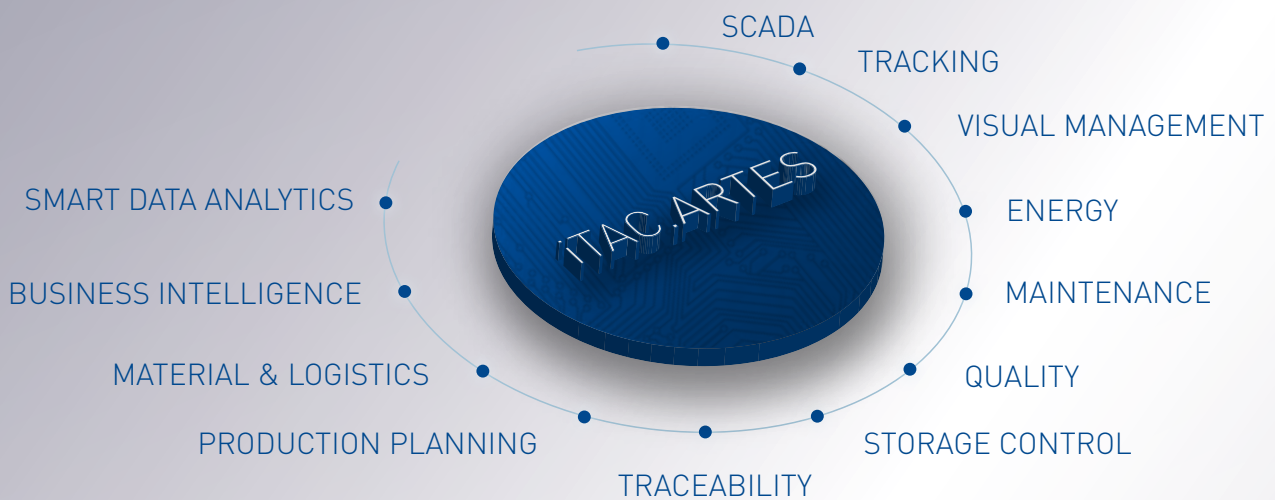 SCADA
TRACKING
VISUAL MANAGEMENT
iTAC.ARTES
SMART DATA ANALYTICS
ENERGY
BUSINESS INTELLIGENCE
MAINTENANCE
MATERIAL & LOGISTICS
QUALITY
PRODUCTION PLANNING
STORAGE CONTROL
TRACEABILITY